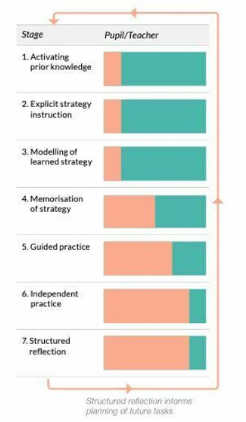 Stage Pupil/Teacher
1. Activating
prior knowledge
2. Explicit strategy
instruction
3. Modelling of
learned strategy
4. Memorisation
of strategy
5. Guided practice
6. Independent
practice
7. Structured
reflection
Structured reflection informs
planning of future tasks